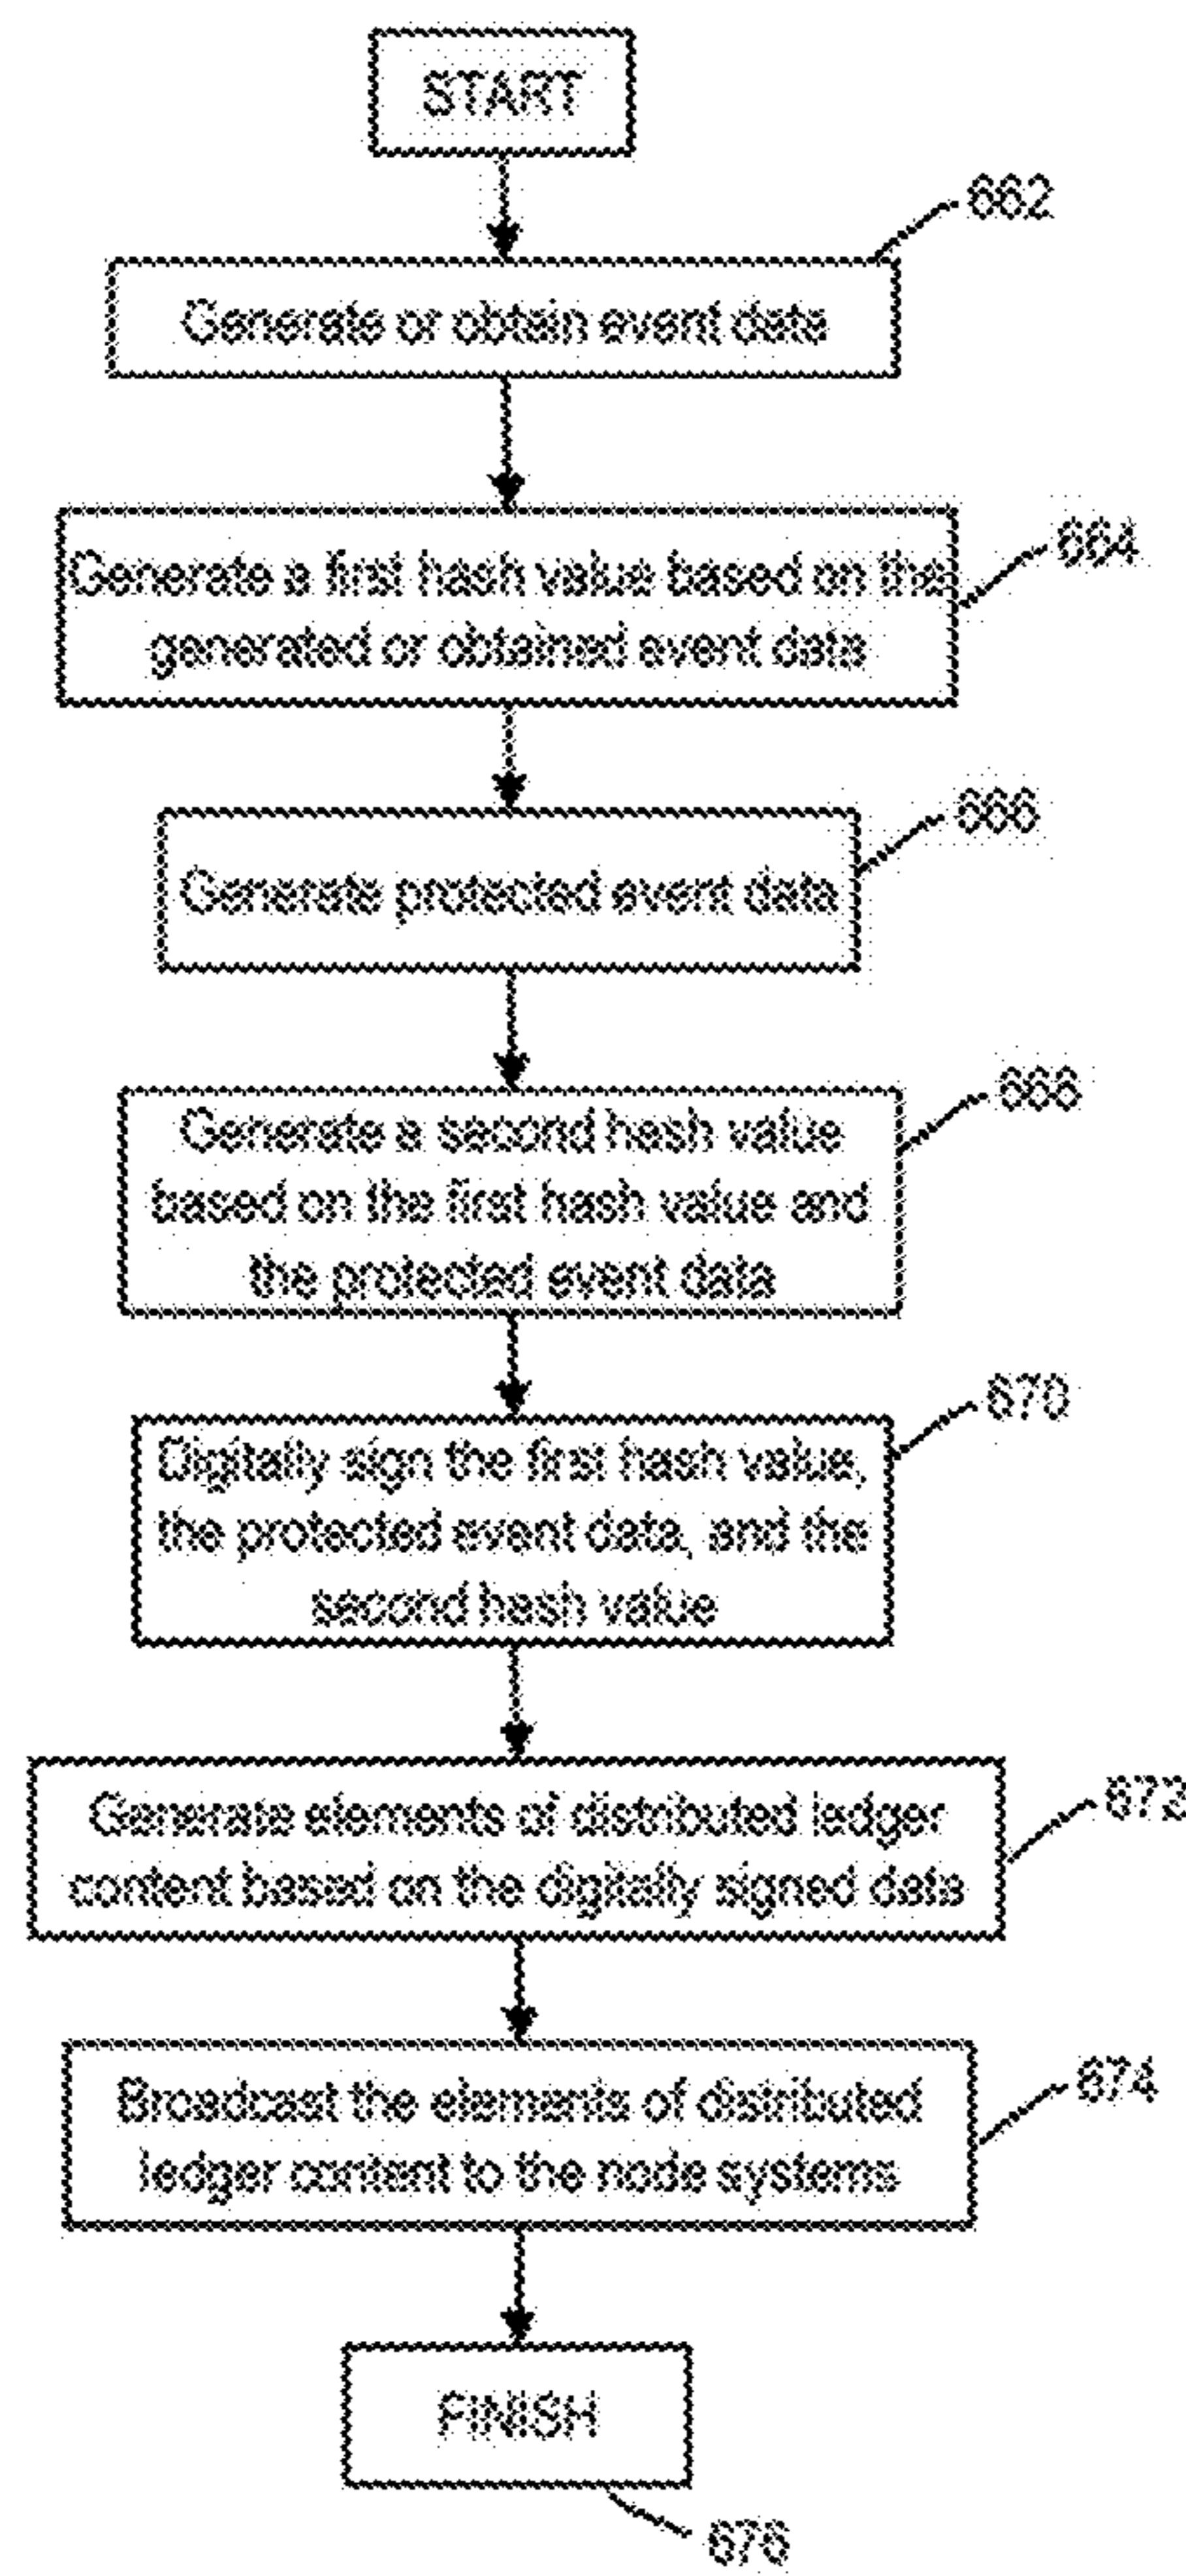 START
662
Generate or obtain event data
664
Generate a first hash value based on the
generated or obtained event data
666
Generate protected event data
668
Generate a second hash value
based on the first hash value and
the protected event data
670
Digitally sign the first hash value,
the protected event data, and the
second hash value
672
Generate elements of distributed ledger
content based on the digitally signed data
674
Broadcast the elements of distributed
ledger content to the node systems
FINISH
676